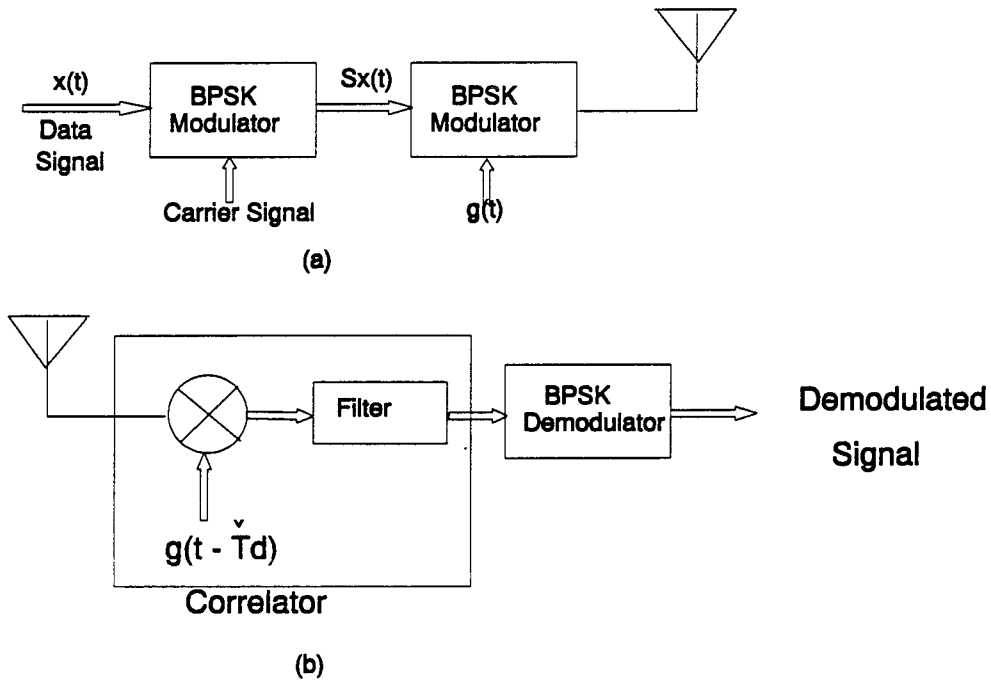 x(t)
Data
Signal
BPSK
Modulator
Sx(t)
BPSK
Modulator
Carrier Signal
g(t)
(a)
Filter
BPSK
Demodulator
Demodulated
Signal
g(t - Ťd)
Correlator
(b)